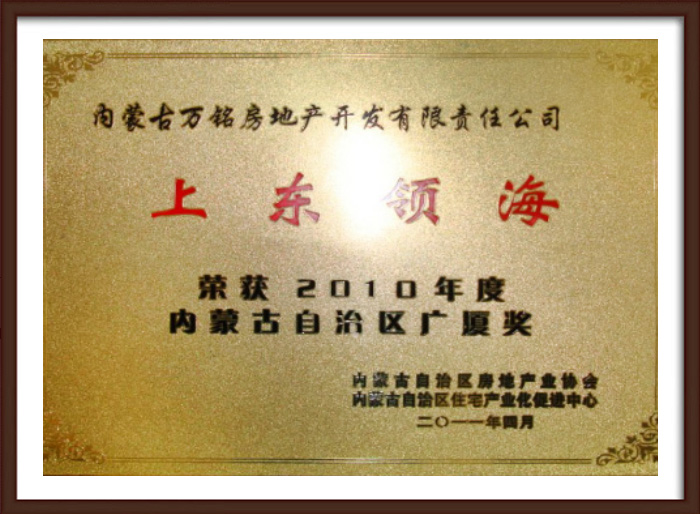 内蒙古万铭房地产开发有限责任公司
上东领海
荣获2010年度
内蒙古自治区广厦奖
内蒙古自治区房地产业协会
内蒙古自治区住宅产业化促进中心
二〇一一年四月